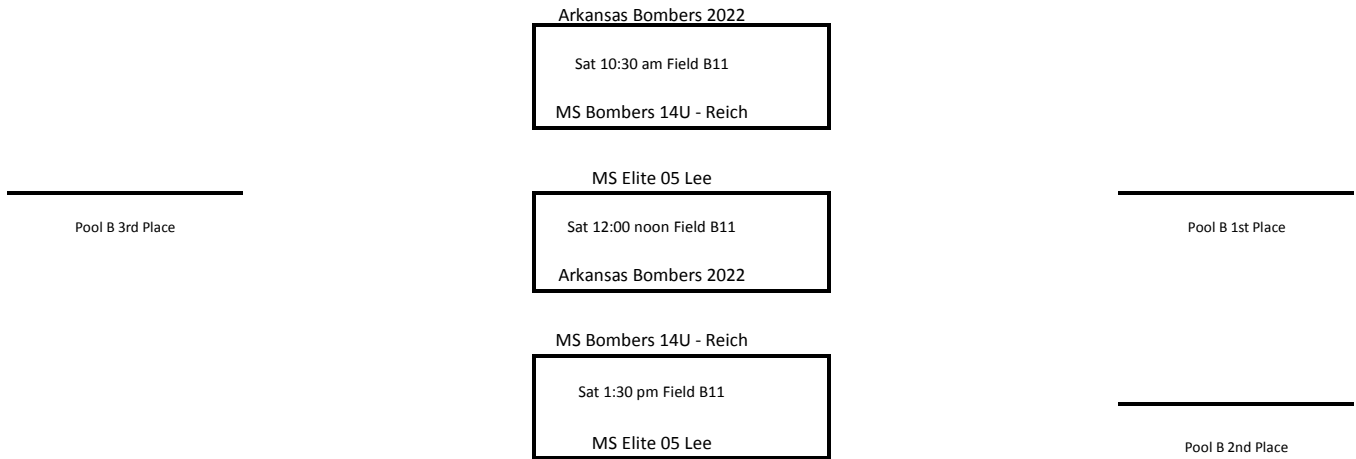 Arkansas Bombers 2022
Sat 10:30 am Field B11
MS Bombers 14U - Reich
MS Elite 05 Lee
Pool B 3rd Place
Sat 12:00 noon Field B11
Pool B 1st Place
Arkansas Bombers 2022
MS Bombers 14U - Reich
Sat 1:30 pm Field B11
MS Elite 05 Lee
Pool B 2nd Place